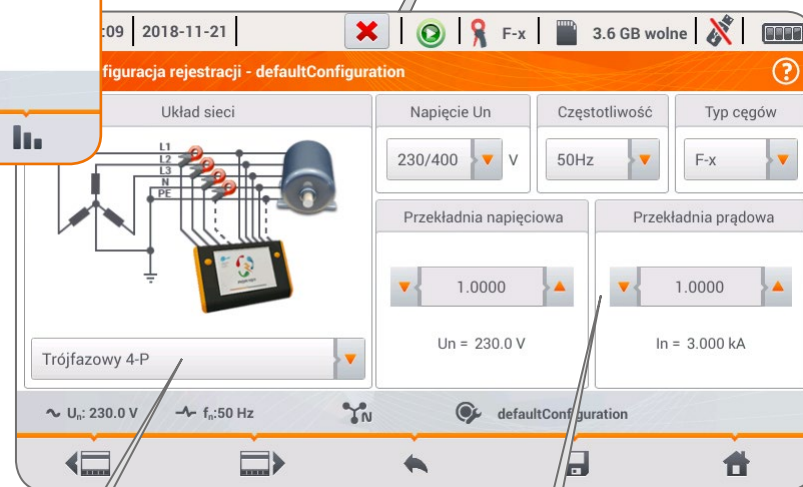 :09 2018-11-21 F-x 3.6 GB wolne
figuracja rejestracji - defaultConfiguration ?
Układ sieci
L1
L2
L3
N
PE
Trójfazowy 4-P
Napięcie Un
230/400 V
Częstotliwość
50Hz
Typ cęgów
F-x
Przekładnia napięciowa
1.0000
Un = 230.0 V
Przekładnia prądowa
1.0000
In = 3.000 kA
Un: 230.0 V fn:50 Hz N defaultConfiguration